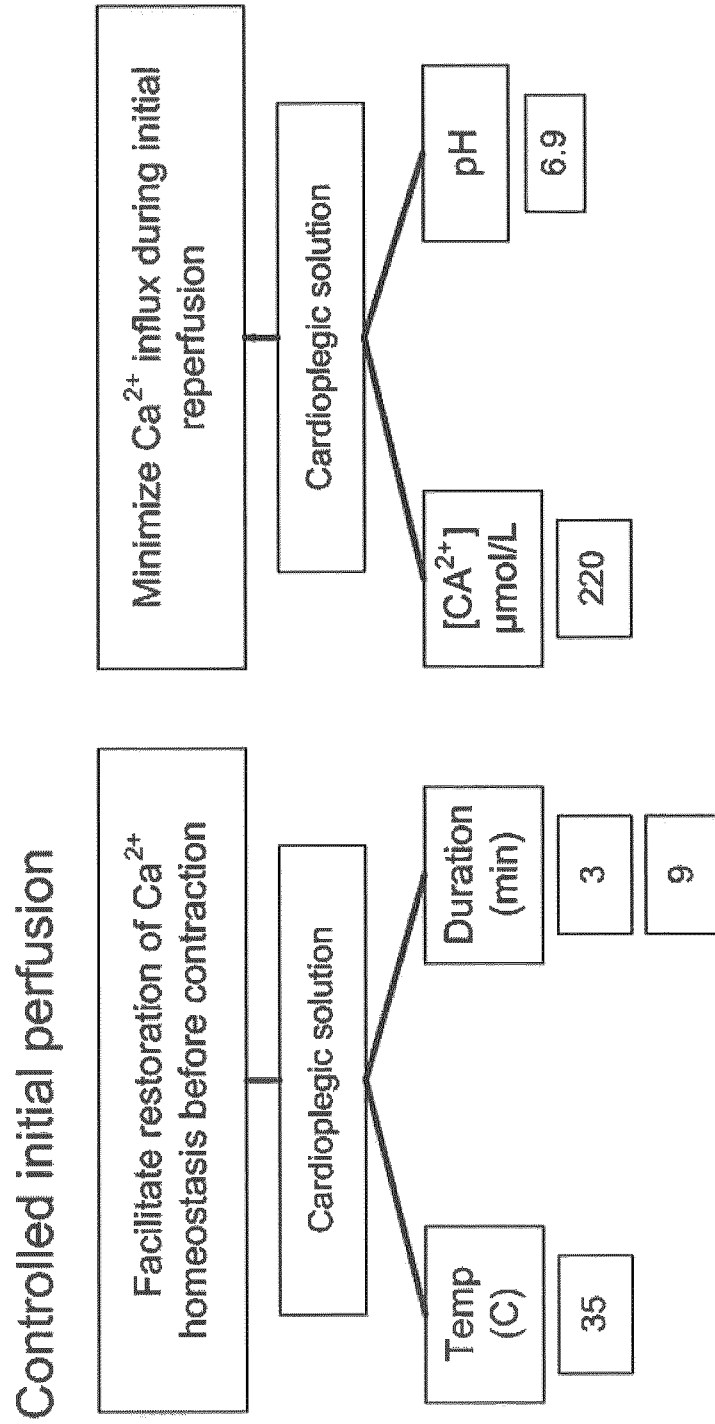 Controlled initial perfusion
Facilitate restoration of Ca²⁺
homeostasis before contraction
Cardioplegic solution
Temp
(C)
35
Duration
(min)
3
9
Minimize Ca²⁺ influx during initial
reperfusion
Cardioplegic solution
[CA²⁺]
µmol/L
220
pH
6.9